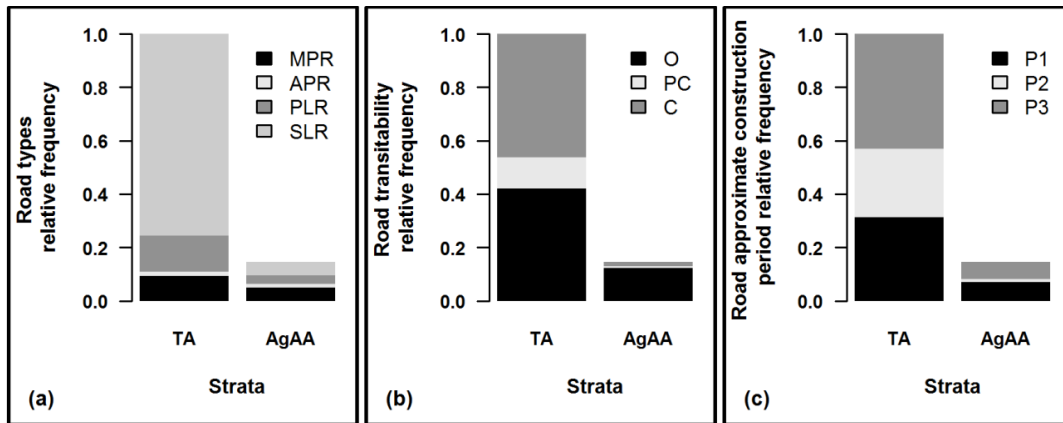 Road types
relative frequency
1.0
0.8
0.6
0.4
0.2
0.0
MPR
APR
PLR
SLR
TA AgAA
Strata
(a)
Road transitability
relative frequency
1.0
0.8
0.6
0.4
0.2
0.0
O
PC
C
TA AgAA
Strata
(b)
Road approximate construction
period relative frequency
1.0
0.8
0.6
0.4
0.2
0.0
P1
P2
P3
TA AgAA
Strata
(c)